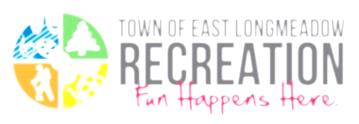 TOWN OF EAST LONGMEADOW
RECREATION
Fun Happens Here.